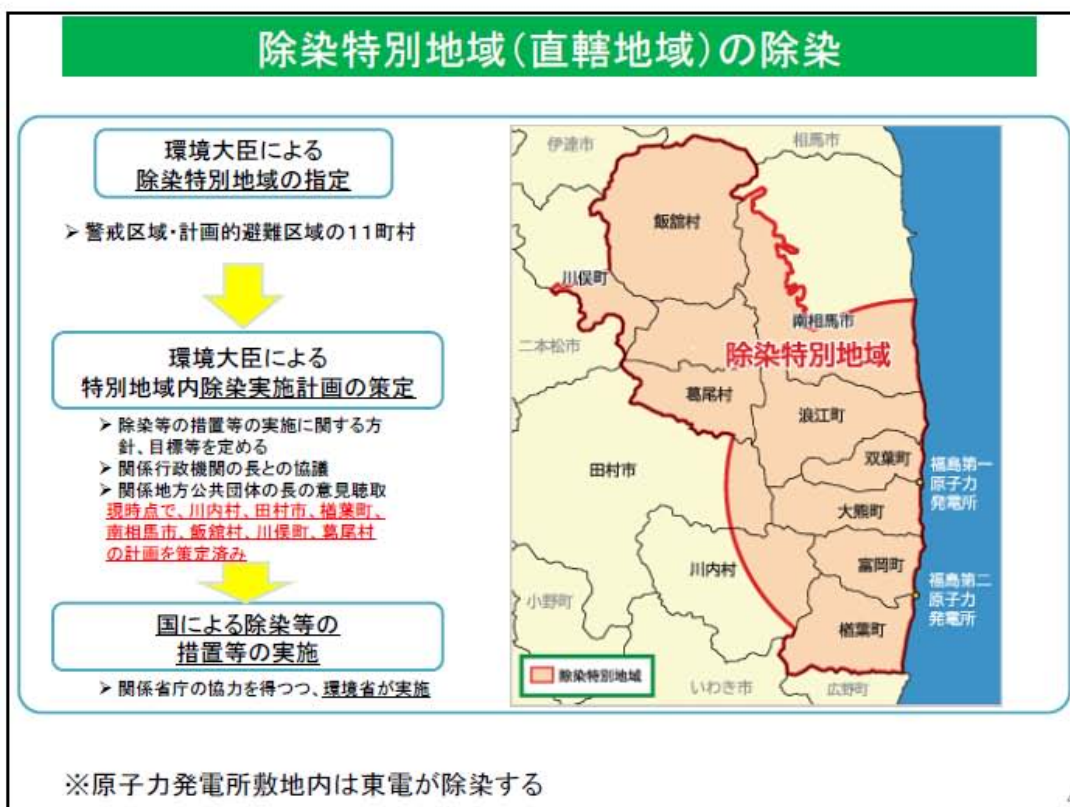 除染特別地域(直轄地域)の除染
環境大臣による
除染特別地域の指定
➢ 警戒区域・計画的避難区域の11町村
環境大臣による
特別地域内除染実施計画の策定
➢ 除染等の措置等の実施に関する方
針、目標等を定める
➢ 関係行政機関の長との協議
➢ 関係地方公共団体の長の意見聴取
現時点で、川内村、田村市、楢葉町、
南相馬市、飯舘村、川俣町、葛尾村
の計画を策定済み
国による除染等の
措置等の実施
➢ 関係省庁の協力を得つつ、環境省が実施
伊達市
相馬市
飯舘村
川俣町
南相馬市
除染特別地域
二本松市
葛尾村
浪江町
双葉町
田村市
福島第一
原子力
発電所
大熊町
川内村
富岡町
福島第二
原子力
発電所
小野町
楢葉町
除染特別地域
いわき市
広野町
※原子力発電所敷地内は東電が除染する